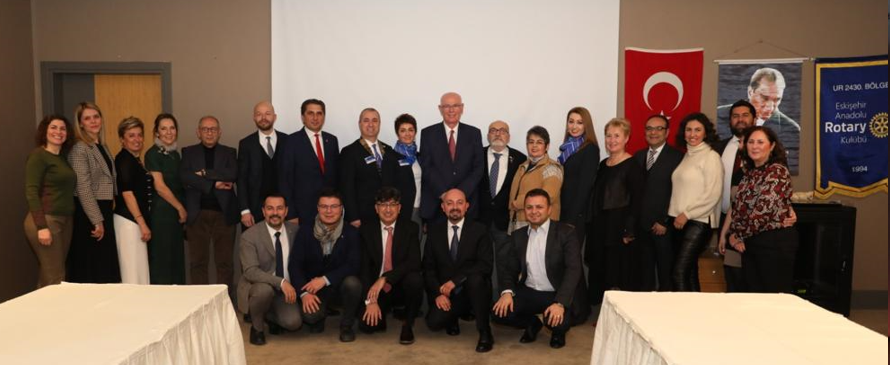 UR 2430. BÖLGE
Eskişehir
Anadolu
Rotary
Kulübü
1994